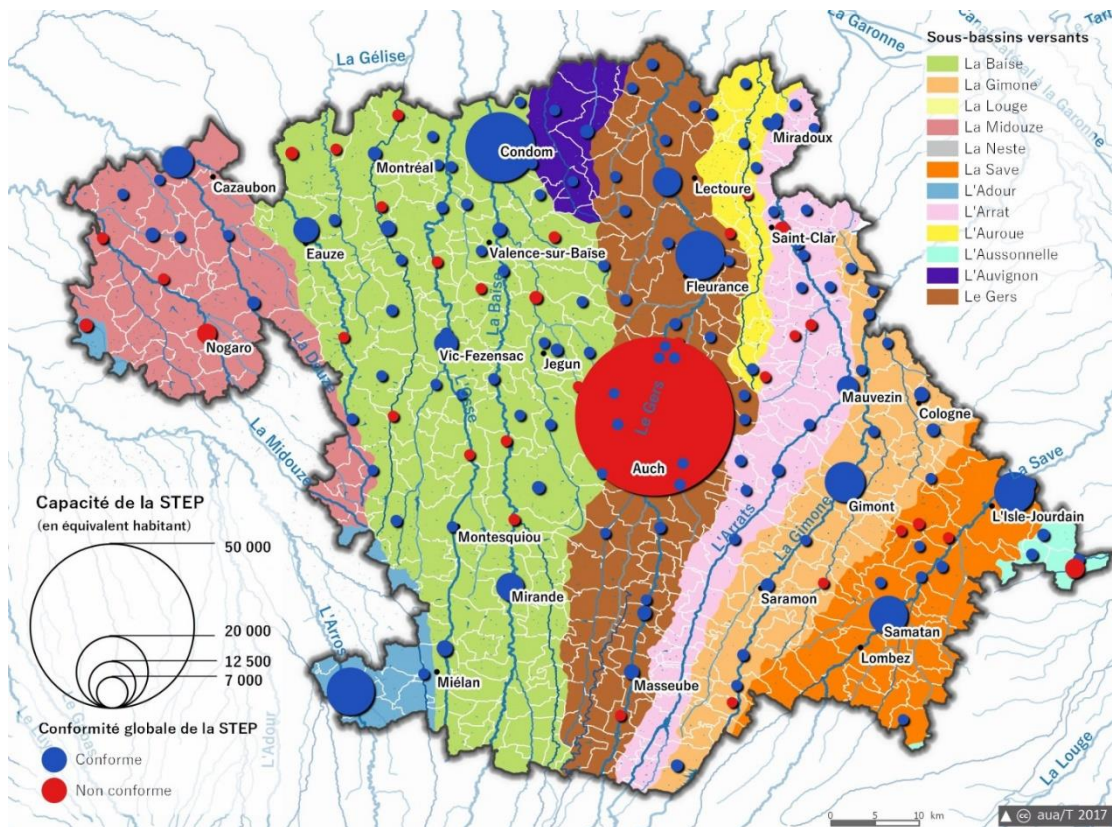 La Gélise
La Garonne
Canal Latéral à la Garonne
Le Tarn
Sous-bassins versants
La Baïse
La Gimone
La Louge
La Midouze
La Neste
La Save
L'Adour
L'Arrat
L'Auroue
L'Aussonnelle
L'Auvignon
Le Gers
Condom
Miradoux
Montréal
Cazaubon
Lectoure
Saint-Clar
Eauze
Valence-sur-Baïse
Fleurance
La Baïse
Nogaro
La Douze
Vic-Fezensac
Jegun
L'Osse
Le Gers
Mauvezin
Cologne
La Midouze
Auch
La Save
L'Isle-Jourdain
Gimont
La Gimone
L'Arrats
Montesquiou
Mirande
Saramon
Samatan
Lombez
L'Arros
Miélan
Masseube
L'Adour
La Louge
Capacité de la STEP
(en équivalent habitant)
50 000
20 000
12 500
7 000
Conformité globale de la STEP
Conforme
Non conforme
0 5 10 km
cc aua/T 2017